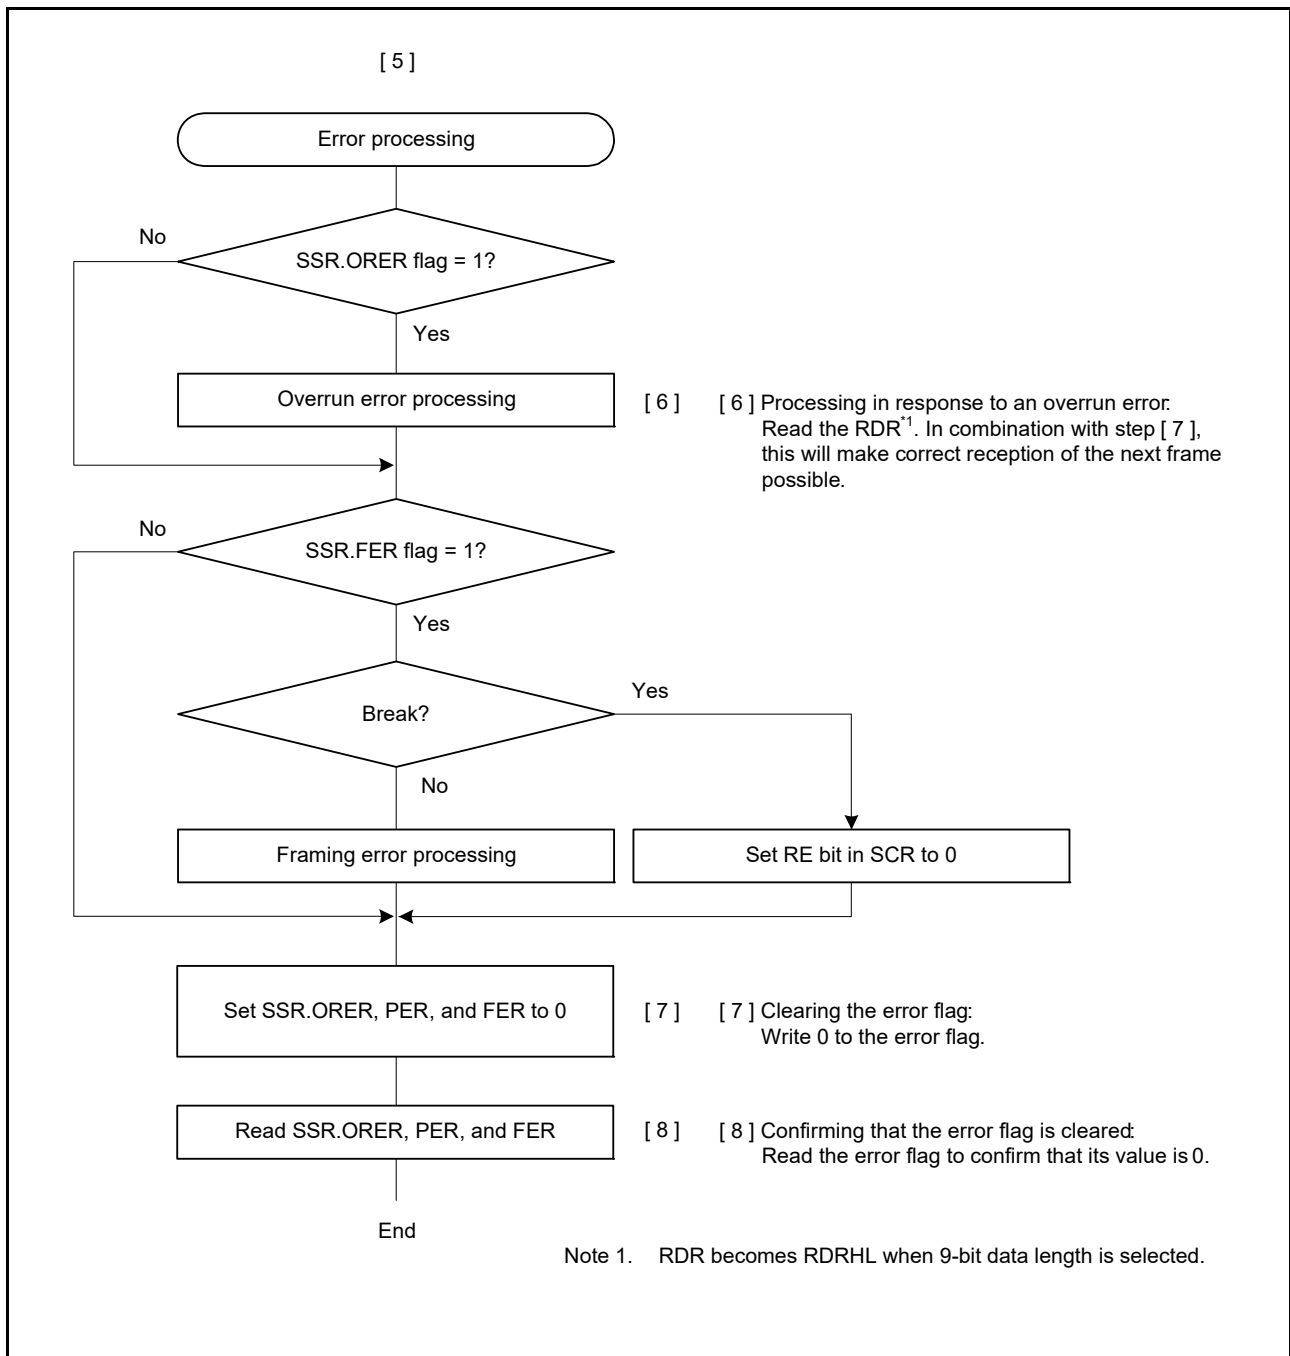 [ 5 ]
Error processing
No
SSR.ORER flag = 1?
Yes
Overrun error processing
[ 6 ]
[ 6 ] Processing in response to an overrun error:
Read the RDR*1. In combination with step [ 7 ],
this will make correct reception of the next frame
possible.
No
SSR.FER flag = 1?
Yes
Break?
Yes
No
Framing error processing
Set RE bit in SCR to 0
Set SSR.ORER, PER, and FER to 0
[ 7 ]
[ 7 ] Clearing the error flag:
Write 0 to the error flag.
Read SSR.ORER, PER, and FER
[ 8 ]
[ 8 ] Confirming that the error flag is cleared:
Read the error flag to confirm that its value is 0.
End
Note 1. RDR becomes RDRHL when 9-bit data length is selected.